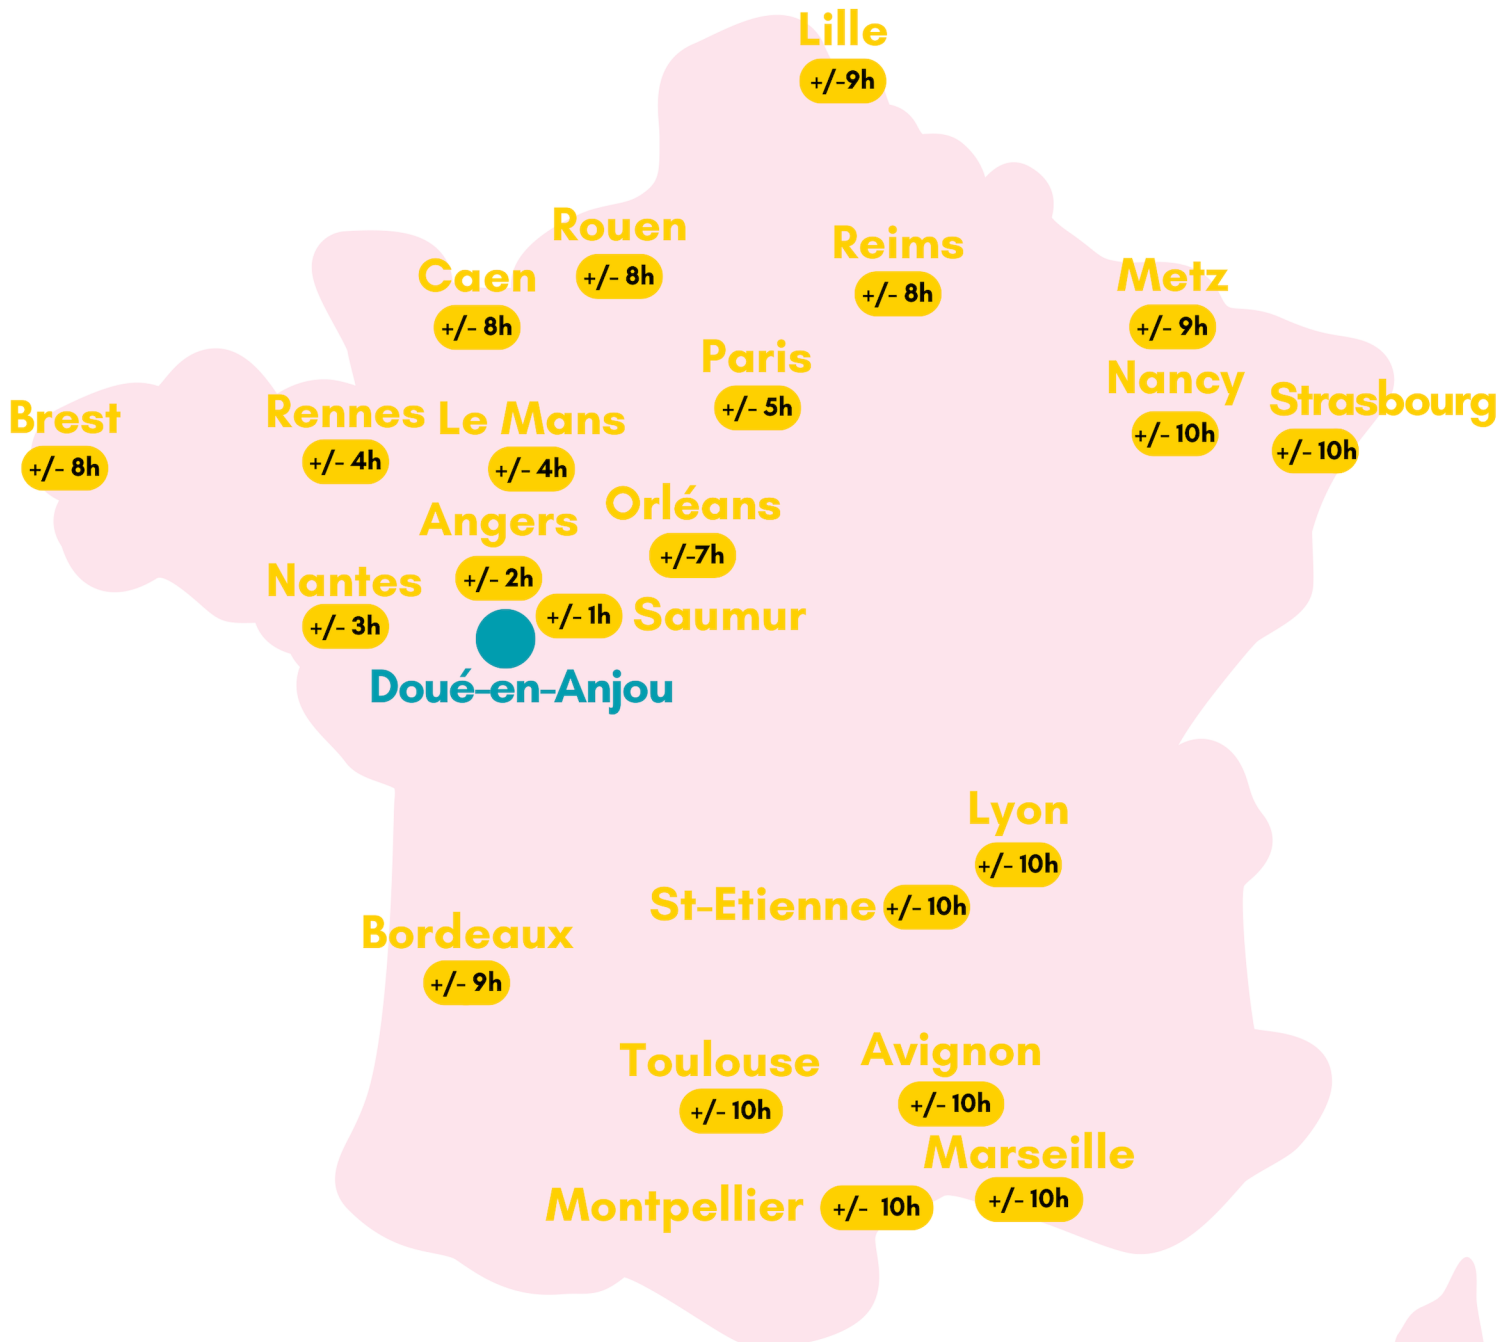 Lille
+/-9h
Rouen
+/- 8h
Reims
+/- 8h
Caen
+/- 8h
Metz
+/- 9h
Paris
+/- 5h
Nancy
+/- 10h
Strasbourg
+/- 10h
Brest
+/- 8h
Rennes
+/- 4h
Le Mans
+/- 4h
Orléans
+/-7h
Angers
+/- 2h
Nantes
+/- 3h
+/- 1h Saumur
Doué-en-Anjou
Lyon
+/- 10h
St-Etienne +/- 10h
Bordeaux
+/- 9h
Toulouse
+/- 10h
Avignon
+/- 10h
Marseille
+/- 10h
Montpellier +/- 10h